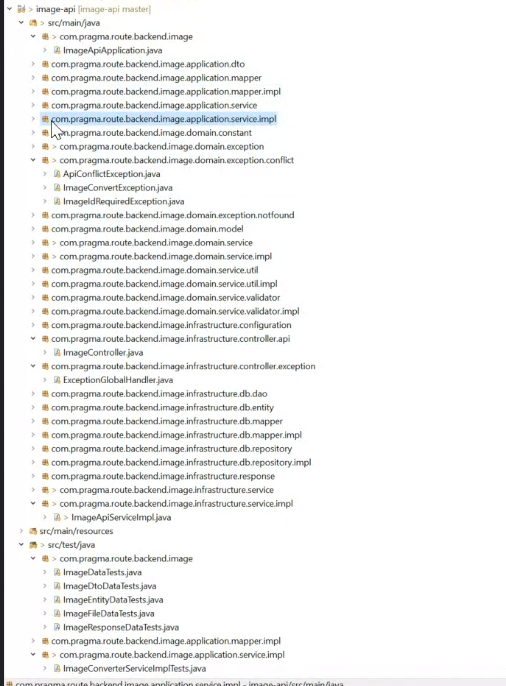 > image-api [image-api master]
> src/main/java
> com.pragma.route.backend.image
> ImageApiApplication.java
> com.pragma.route.backend.image.application.dto
> com.pragma.route.backend.image.application.mapper
> com.pragma.route.backend.image.application.mapper.impl
> com.pragma.route.backend.image.application.service
> com.pragma.route.backend.image.application.service.impl
> com.pragma.route.backend.image.domain.constant
> com.pragma.route.backend.image.domain.exception
> com.pragma.route.backend.image.domain.exception.conflict
> ApiConflictException.java
> ImageConvertException.java
> ImageIdRequiredException.java
> com.pragma.route.backend.image.domain.exception.notfound
> com.pragma.route.backend.image.domain.model
> com.pragma.route.backend.image.domain.service
> com.pragma.route.backend.image.domain.service.impl
> com.pragma.route.backend.image.domain.service.util
> com.pragma.route.backend.image.domain.service.util.impl
> com.pragma.route.backend.image.domain.service.validator
> com.pragma.route.backend.image.domain.service.validator.impl
> com.pragma.route.backend.image.infrastructure.configuration
> com.pragma.route.backend.image.infrastructure.controller.api
> ImageController.java
> com.pragma.route.backend.image.infrastructure.controller.exception
> ExceptionGlobalHandler.java
> com.pragma.route.backend.image.infrastructure.db.dao
> com.pragma.route.backend.image.infrastructure.db.entity
> com.pragma.route.backend.image.infrastructure.db.mapper
> com.pragma.route.backend.image.infrastructure.db.mapper.impl
> com.pragma.route.backend.image.infrastructure.db.repository
> com.pragma.route.backend.image.infrastructure.db.repository.impl
> com.pragma.route.backend.image.infrastructure.response
> com.pragma.route.backend.image.infrastructure.service
> com.pragma.route.backend.image.infrastructure.service.impl
> ImageApiServiceImpl.java
> src/main/resources
> src/test/java
> com.pragma.route.backend.image
> ImageDataTests.java
> ImageDtoDataTests.java
> ImageEntityDataTests.java
> ImageFileDataTests.java
> ImageResponseDataTests.java
> com.pragma.route.backend.image.application.mapper.impl
> com.pragma.route.backend.image.application.service.impl
> ImageConverterServiceImplTests.java
com.pragma.route.backend.image.application.service.impl - image-api/src/main/java